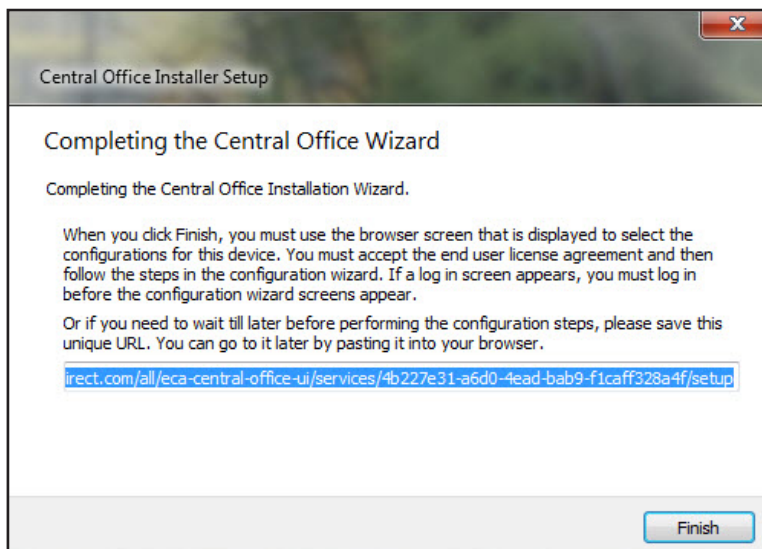 Central Office Installer Setup
Completing the Central Office Wizard
Completing the Central Office Installation Wizard.
When you click Finish, you must use the browser screen that is displayed to select the
configurations for this device. You must accept the end user license agreement and then
follow the steps in the configuration wizard. If a log in screen appears, you must log in
before the configuration wizard screens appear.
Or if you need to wait till later before performing the configuration steps, please save this
unique URL. You can go to it later by pasting it into your browser.
irect.com/all/eca-central-office-ui/services/4b227e31-a6d0-4ead-bab9-f1caff328a4f/setup
Finish